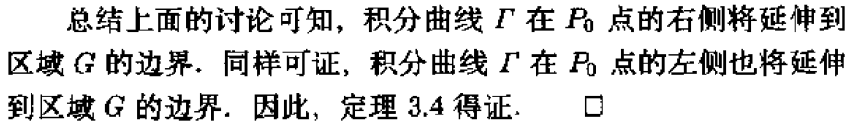 总结上面的讨论可知，积分曲线 Γ 在 P₀ 点的右侧将延伸到
区域 G 的边界．同样可证，积分曲线 Γ 在 P₀ 点的左侧也将延伸
到区域 G 的边界．因此，定理 3.4 得证． □